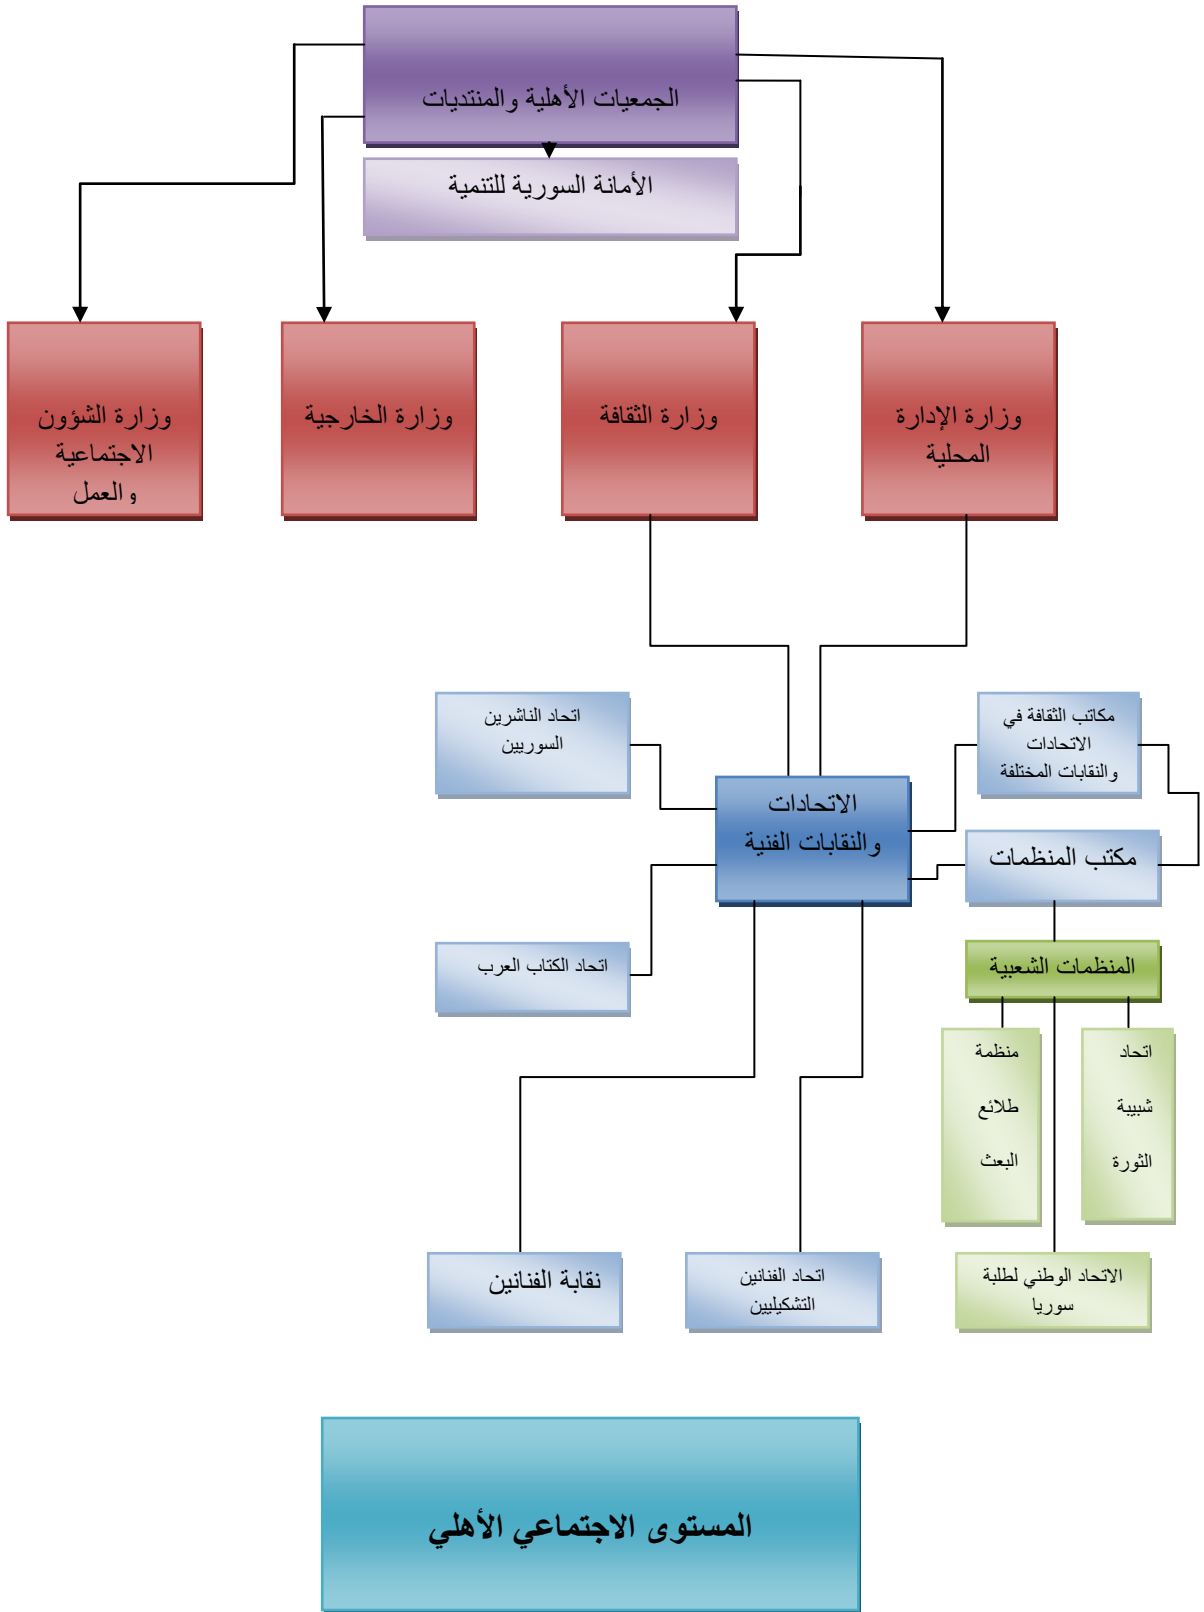 الجمعيات الأهلية والمنتديات
الأمانة السورية للتنمية
وزارة الإدارة
المحلية
وزارة الثقافة
وزارة الخارجية
وزارة الشؤون
الاجتماعية
والعمل
مكاتب الثقافة في
الاتحادات
والنقابات المختلفة
اتحاد الناشرين
السوريين
الاتحادات
والنقابات الفنية
مكتب المنظمات
اتحاد الكتاب العرب
المنظمات الشعبية
اتحاد
شبيبة
الثورة
منظمة
طلائع
البعث
الاتحاد الوطني لطلبة
سوريا
اتحاد الفنانين
التشكيليين
نقابة الفنانين
المستوى الاجتماعي الأهلي